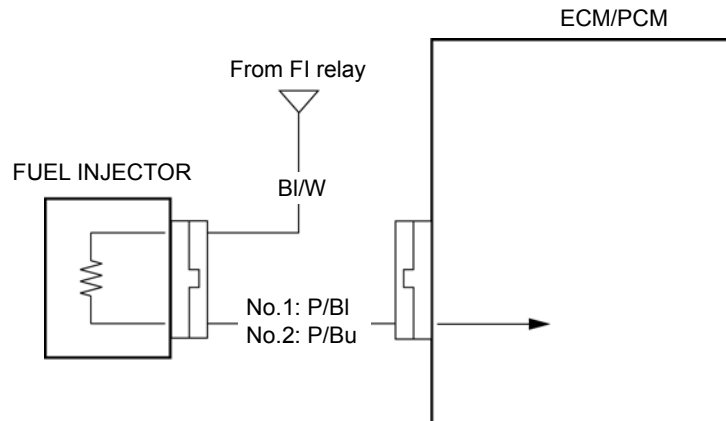 ECM/PCM
From FI relay
FUEL INJECTOR
Bl/W
No.1: P/Bl
No.2: P/Bu